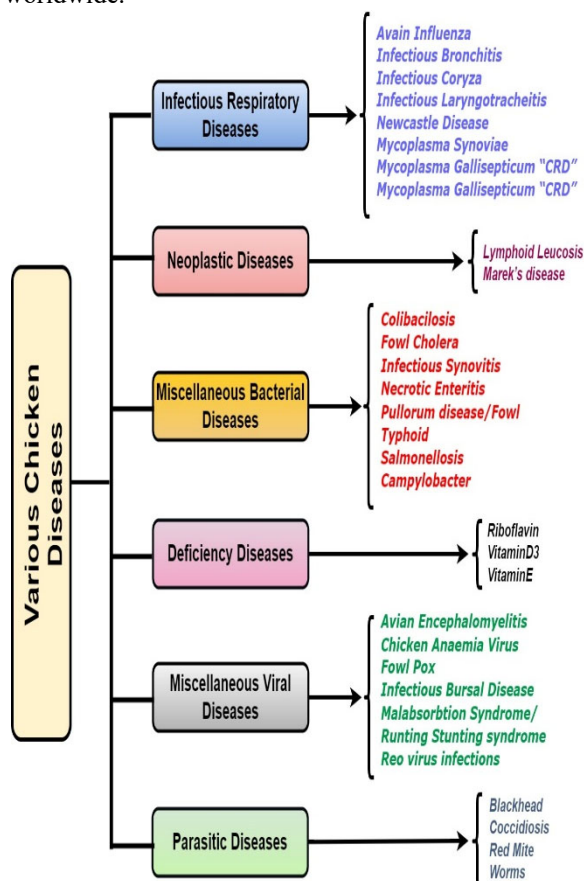 worldwide.
Various Chicken
Diseases
Infectious Respiratory
Diseases
Avain Influenza
Infectious Bronchitis
Infectious Coryza
Infectious Laryngotracheitis
Newcastle Disease
Mycoplasma Synoviae
Mycoplasma Gallisepticum "CRD"
Mycoplasma Gallisepticum "CRD"
Neoplastic Diseases
Lymphoid Leucosis
Marek's disease
Miscellaneous Bacterial
Diseases
Colibacilosis
Fowl Cholera
Infectious Synovitis
Necrotic Enteritis
Pullorum disease/Fowl
Typhoid
Salmonellosis
Campylobacter
Deficiency Diseases
Riboflavin
VitaminD3
VitaminE
Miscellaneous Viral
Diseases
Avian Encephalomyelitis
Chicken Anaemia Virus
Fowl Pox
Infectious Bursal Disease
Malabsorbtion Syndrome/
Runting Stunting syndrome
Reo virus infections
Parasitic Diseases
Blackhead
Coccidiosis
Red Mite
Worms